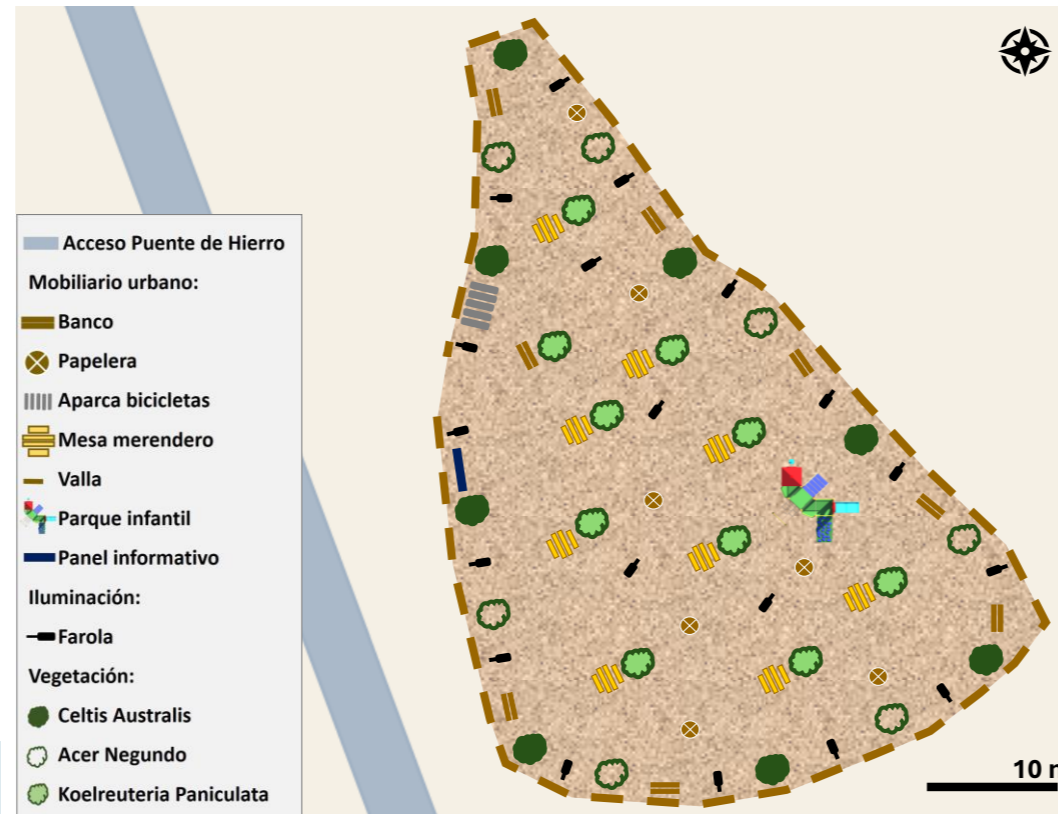 Acceso Puente de Hierro
Mobiliario urbano:
Banco
Papelera
Aparca bicicletas
Mesa merendero
Valla
Parque infantil
Panel informativo
Iluminación:
Farola
Vegetación:
Celtis Australis
Acer Negundo
Koelreuteria Paniculata
10